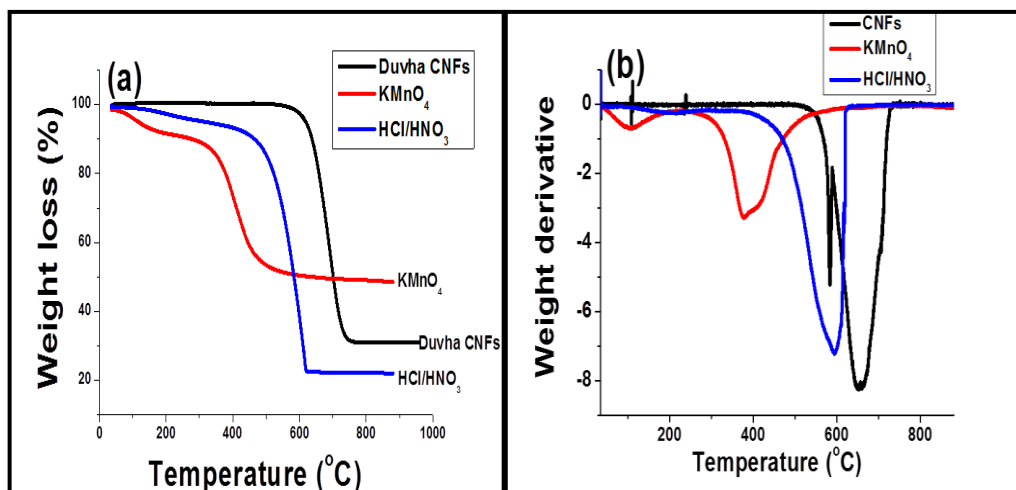 (a)
Duvha CNFs
KMnO₄
HCl/HNO₃
Weight loss (%)
100
80
60
40
20
KMnO₄
Duvha CNFs
HCl/HNO₃
0
200
400
600
800
1000
Temperature (°C)
(b)
CNFs
KMnO₄
HCl/HNO₃
Weight derivative
0
-2
-4
-6
-8
200
400
600
800
Temperature (°C)